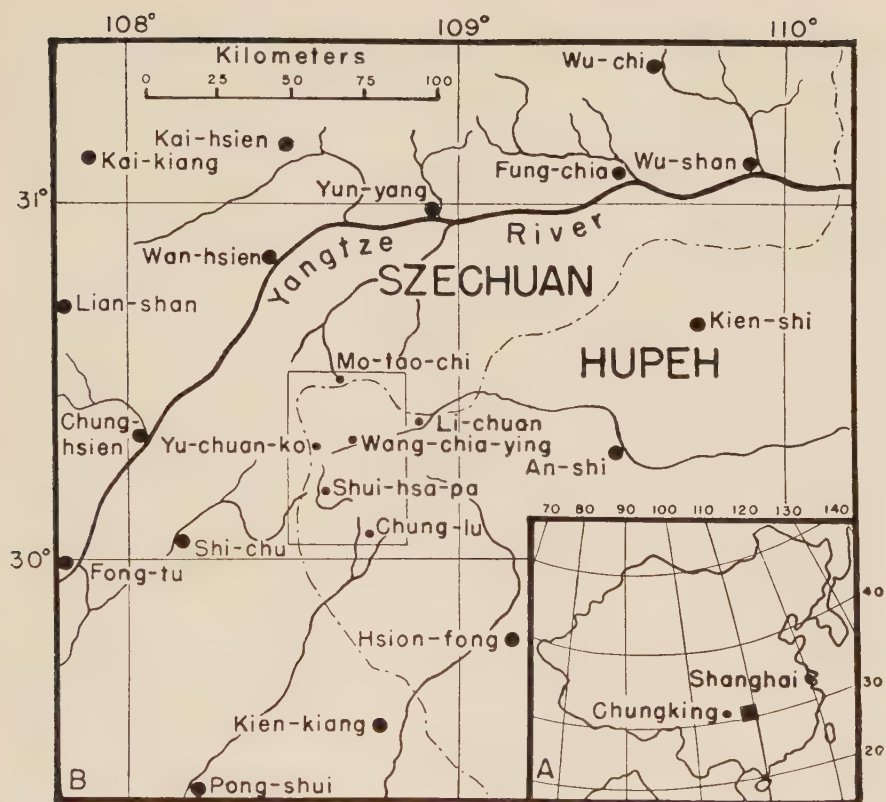 108° 109° 110°
Kilometers
0 25 50 75 100
Wu-chi
Kai-hsien
Kai-kiang
Fung-chia
Wu-shan
31°
Yun-yang
Yangtze River
Wan-hsien
SZECHUAN
Lian-shan
Kien-shi
HUPEH
Mo-tao-chi
Chung-
hsien
Li-chuan
Yu-chuan-ko
Wang-chia-ying
An-shi
Shui-hsa-pa
Chung-lu
Shi-chu
30°
Fong-tu
Hsion-fong
Kien-kiang
Pong-shui
B
70 80 90 100 110 120 130 140
40
30
20
Shanghai
Chungking
A